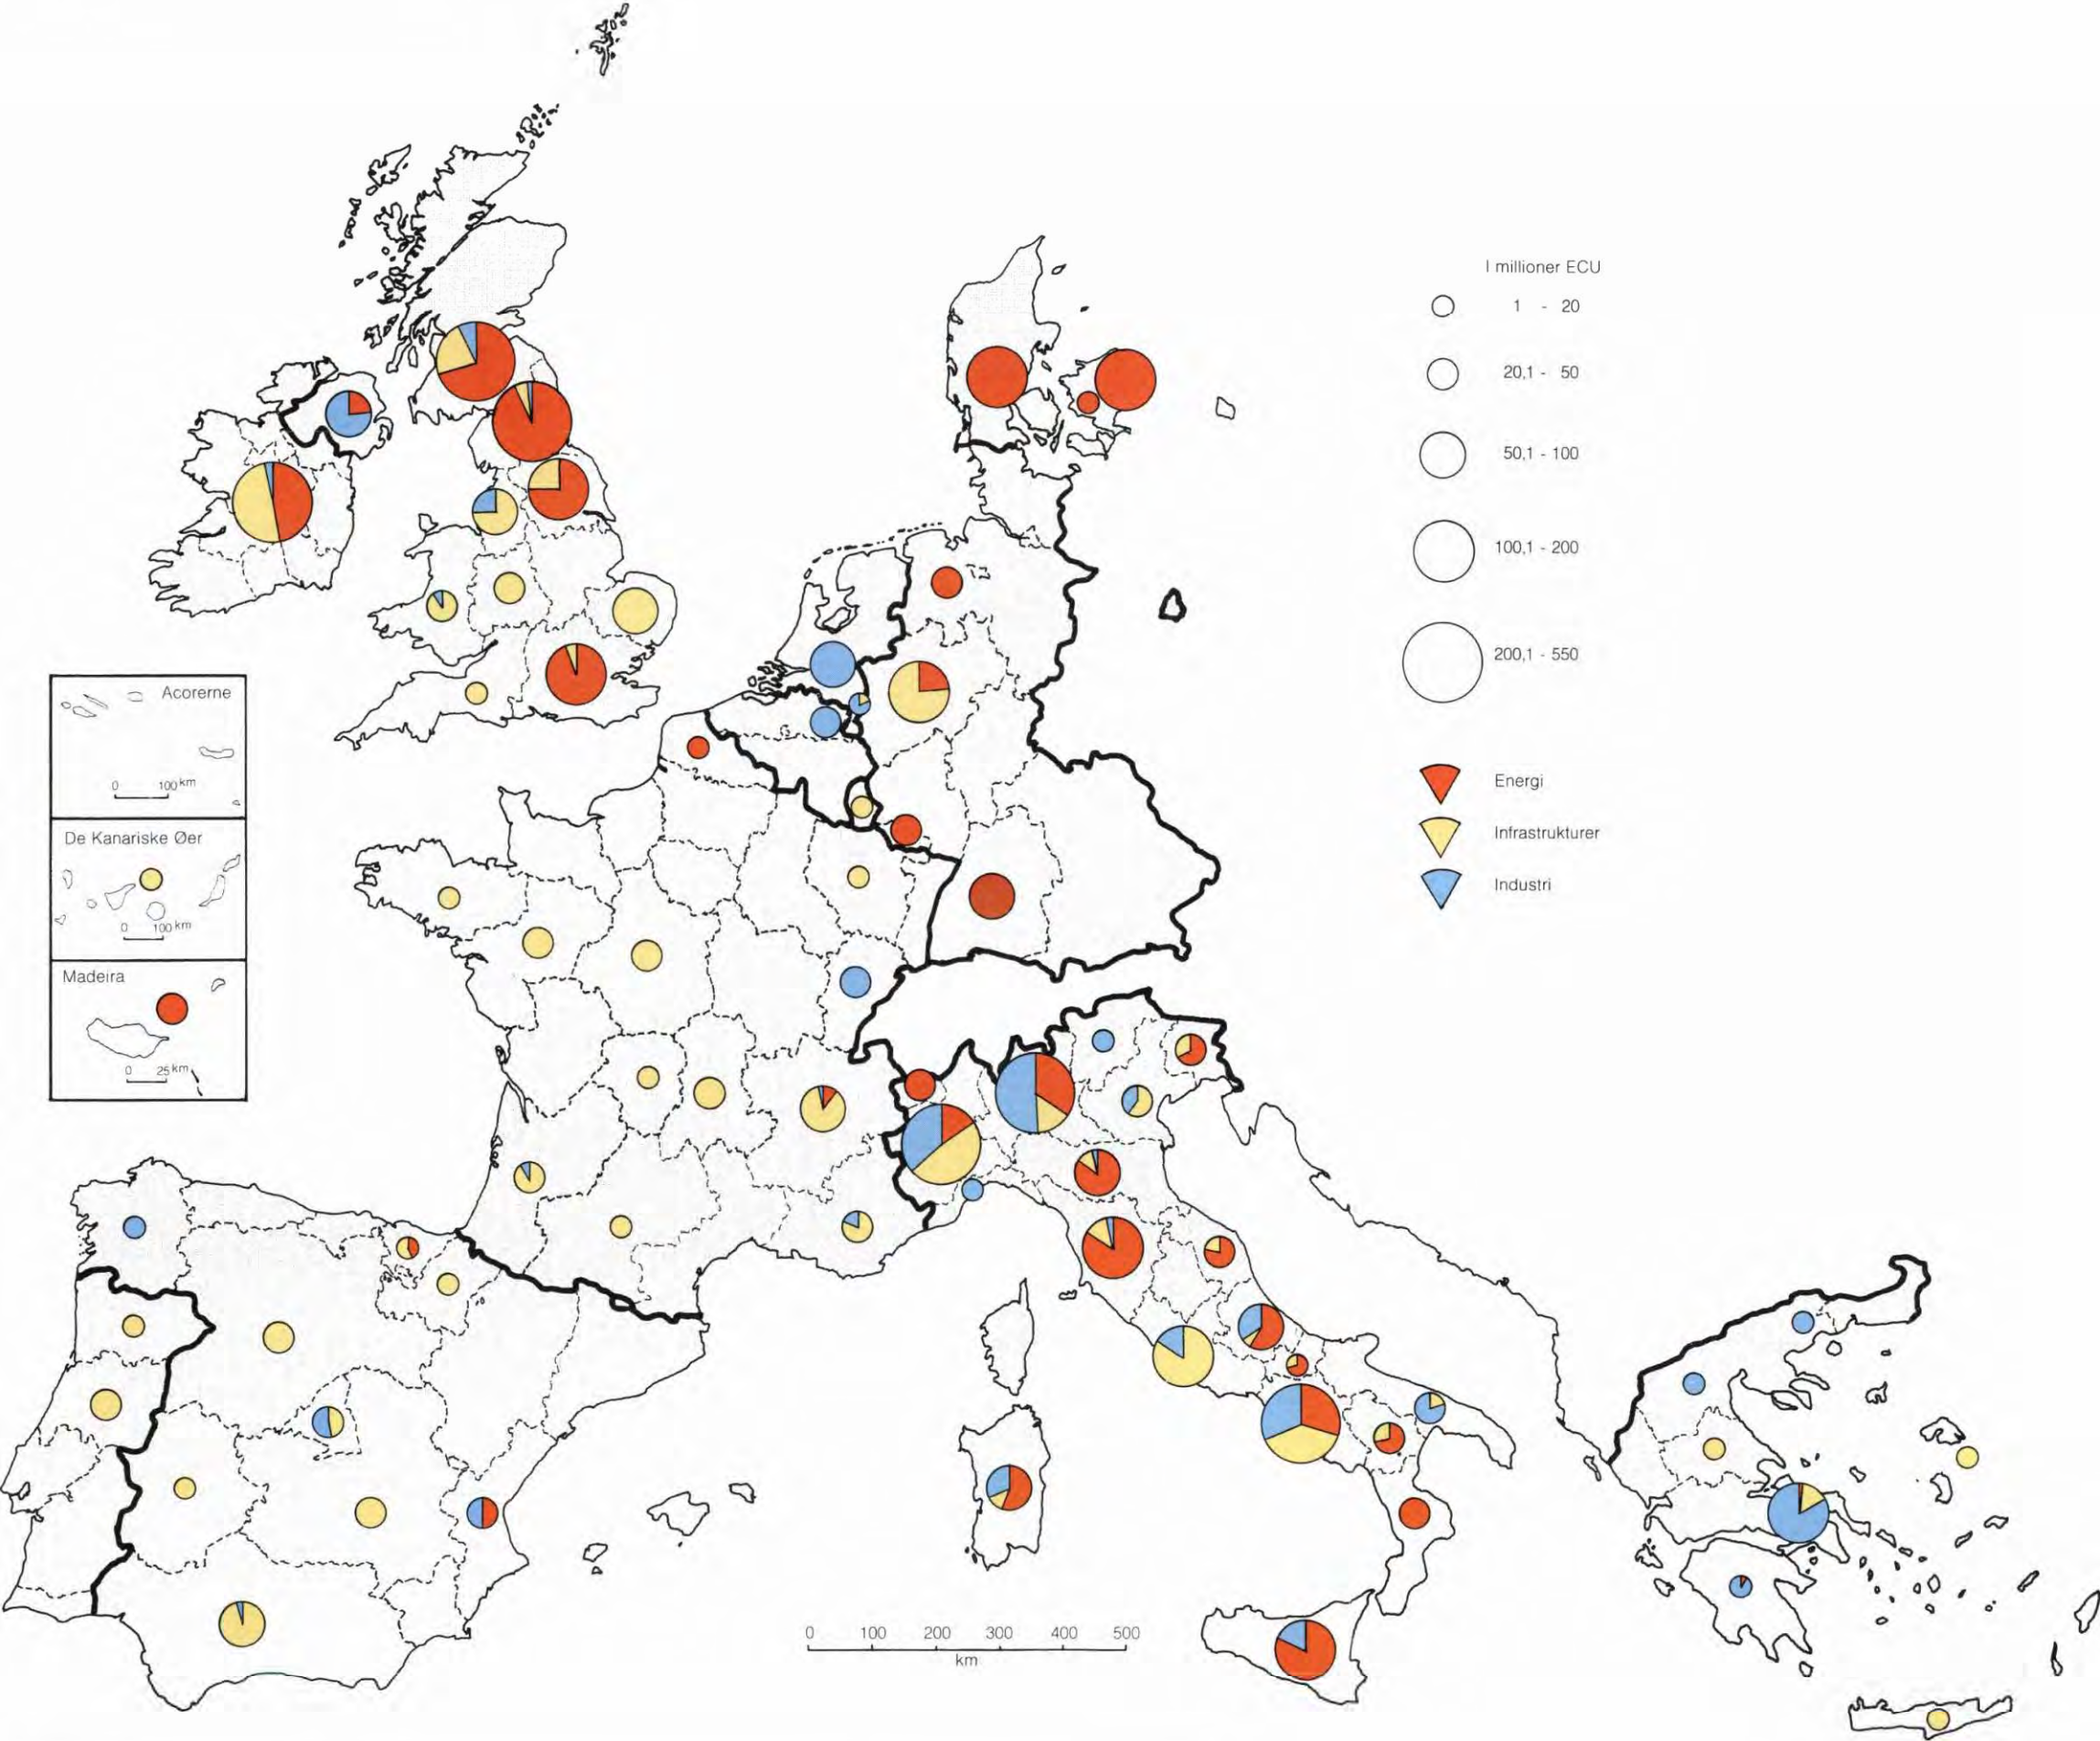 I millioner ECU
1 - 20
20,1 - 50
50,1 - 100
100,1 - 200
200,1 - 550
Energi
Infrastrukturer
Industri
Acorerne
0 100 km
De Kanariske Øer
0 100 km
Madeira
0 25 km
0 100 200 300 400 500
km